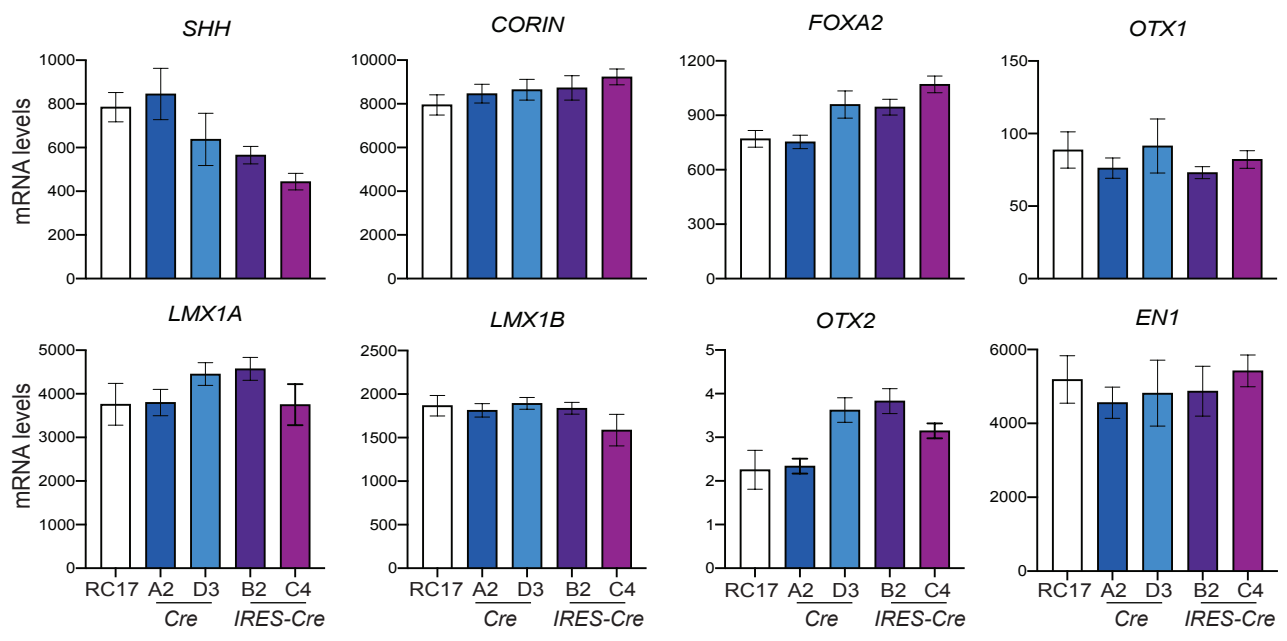 SHH
CORIN
FOXA2
OTX1
mRNA levels
1000
800
600
400
200
0
10000
8000
6000
4000
2000
0
1200
900
600
300
0
150
100
50
0
LMX1A
LMX1B
OTX2
EN1
mRNA levels
5000
4000
3000
2000
1000
0
2500
2000
1500
1000
500
0
5
4
3
2
1
0
6000
4000
2000
0
RC17 A2 D3 B2 C4
Cre IRES-Cre
RC17 A2 D3 B2 C4
Cre IRES-Cre
RC17 A2 D3 B2 C4
Cre IRES-Cre
RC17 A2 D3 B2 C4
Cre IRES-Cre